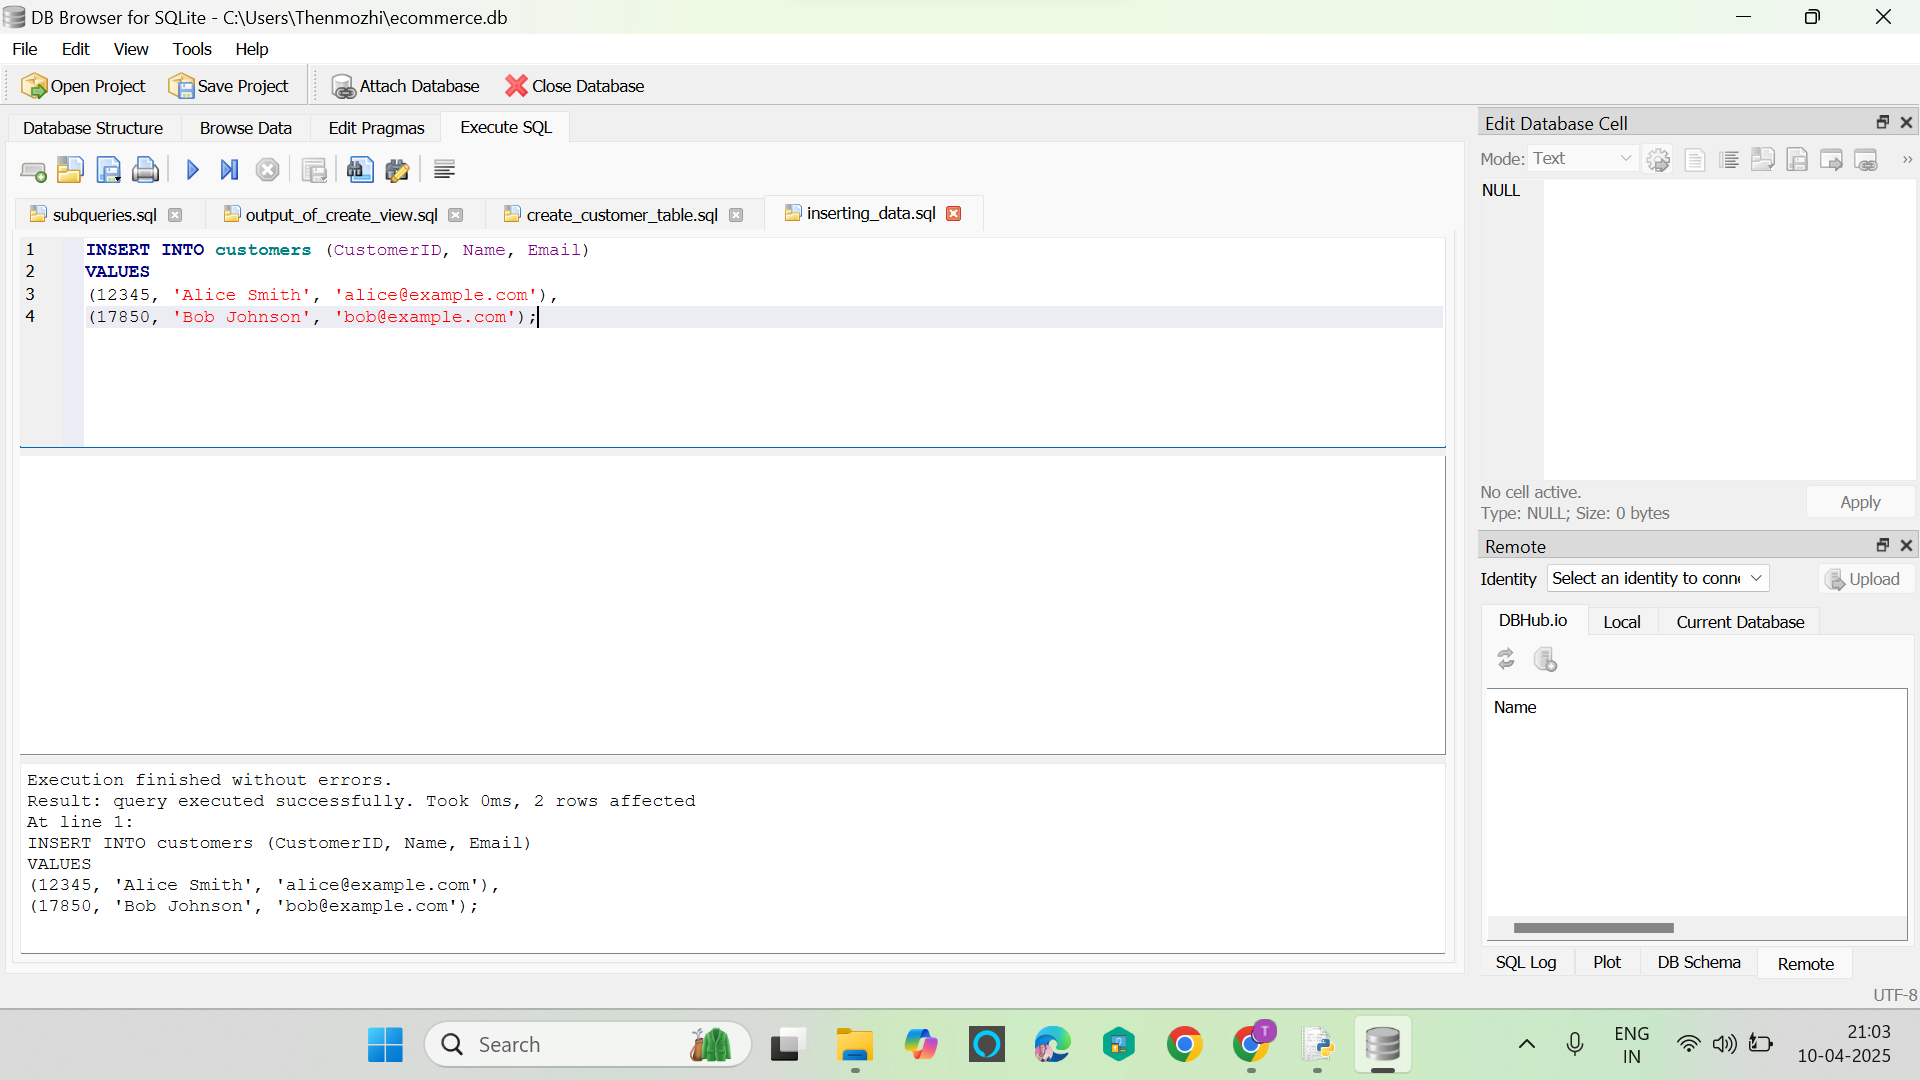 DB Browser for SQLite - C:\Users\Thenmozhi\ecommerce.db
File Edit View Tools Help
Open Project Save Project Attach Database Close Database
Database Structure Browse Data Edit Pragmas Execute SQL
subqueries.sql output_of_create_view.sql create_customer_table.sql inserting_data.sql
1 INSERT INTO customers (CustomerID, Name, Email)
2 VALUES
3 (12345, 'Alice Smith', 'alice@example.com'),
4 (17850, 'Bob Johnson', 'bob@example.com');
Execution finished without errors.
Result: query executed successfully. Took 0ms, 2 rows affected
At line 1:
INSERT INTO customers (CustomerID, Name, Email)
VALUES
(12345, 'Alice Smith', 'alice@example.com'),
(17850, 'Bob Johnson', 'bob@example.com');
Edit Database Cell
Mode: Text
NULL
No cell active.
Type: NULL; Size: 0 bytes
Apply
Remote
Identity Select an identity to conn Upload
DBHub.io Local Current Database
Name
SQL Log Plot DB Schema Remote
UTF-8
Search
T
ENG
IN
21:03
10-04-2025